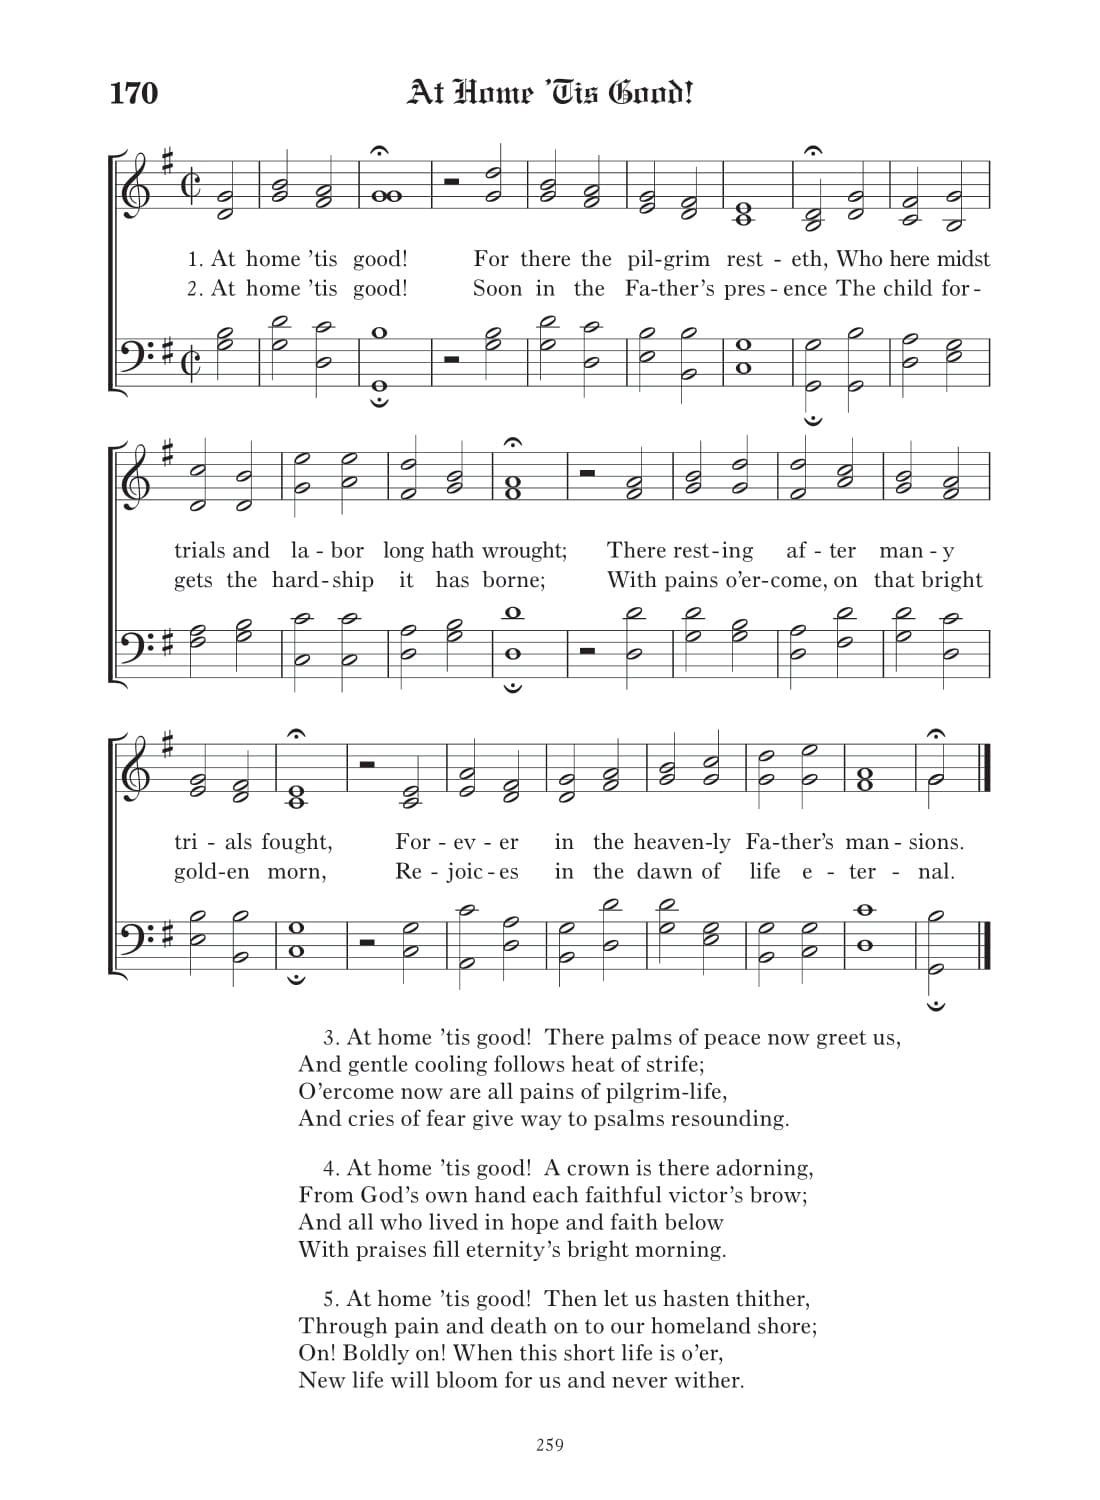 170 At Home ’Tis Good!
1. At home ’tis good! For there the pil-grim rest - eth, Who here midst
2. At home ’tis good! Soon in the Fa-ther’s pres - ence The child for -
trials and la - bor long hath wrought; There rest-ing af - ter man - y
gets the hard-ship it has borne; With pains o’er-come, on that bright
tri - als fought, For - ev - er in the heavenly Fa-ther’s man - sions.
gold-en morn, Re - joic - es in the dawn of life e - ter - nal.
3. At home ’tis good! There palms of peace now greet us,
And gentle cooling follows heat of strife;
O’ercome now are all pains of pilgrim-life,
And cries of fear give way to psalms resounding.
4. At home ’tis good! A crown is there adorning,
From God’s own hand each faithful victor’s brow;
And all who lived in hope and faith below
With praises fill eternity’s bright morning.
5. At home ’tis good! Then let us hasten thither,
Through pain and death on to our homeland shore;
On! Boldly on! When this short life is o’er,
New life will bloom for us and never wither.
259